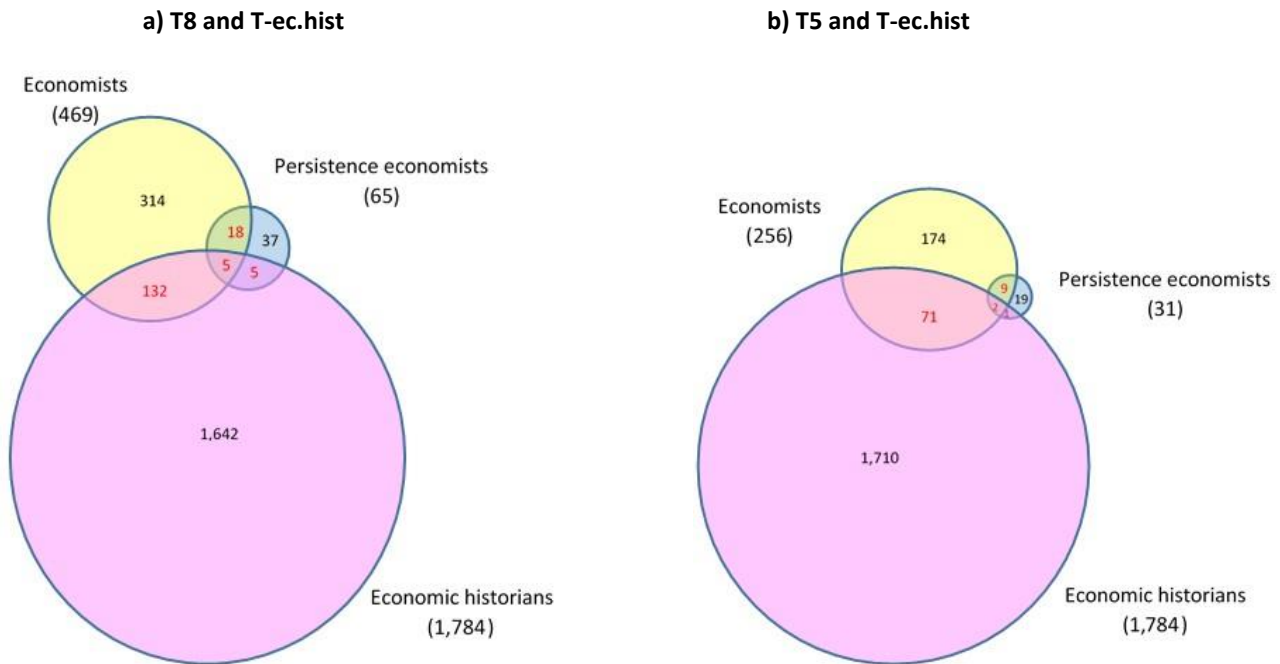 a) T8 and T-ec.hist
Economists
(469)
Persistence economists
(65)
314
18
37
5
5
132
1,642
Economic historians
(1,784)
b) T5 and T-ec.hist
Economists
(256)
174
Persistence economists
(31)
9
19
2
1
71
1,710
Economic historians
(1,784)